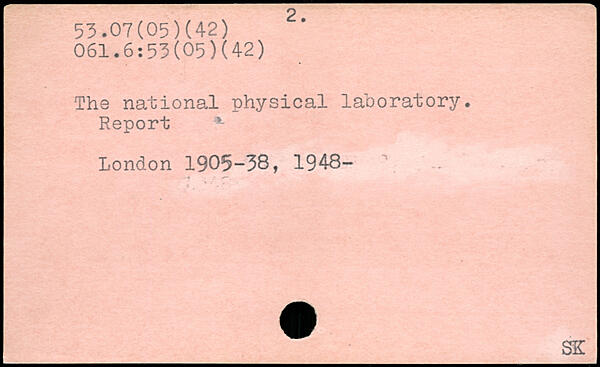 2.
53.07(05)(42)
061.6:53(05)(42)
The national physical laboratory.
Report
London 1905-38, 1948-
SK